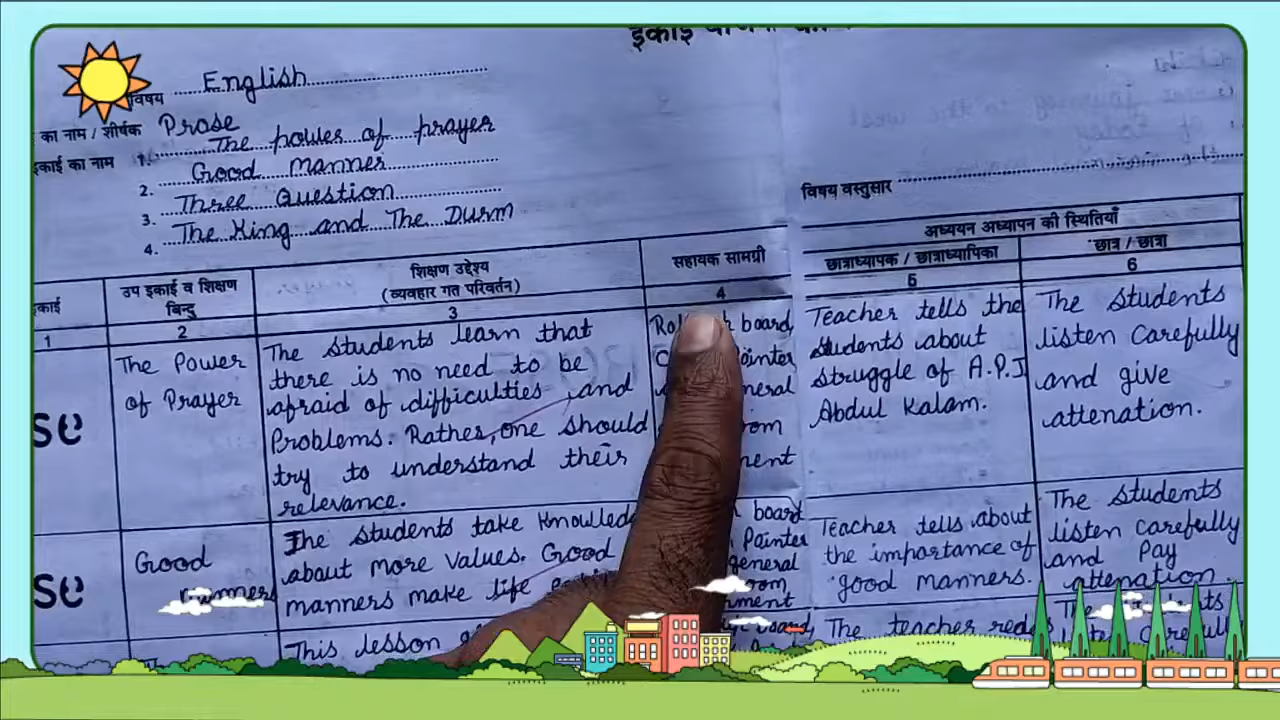 इकाई
विषय English
का नाम / शीर्षक Prose
इकाई का नाम 1. The power of prayer
2. Good manner
3. Three Question
4. The King and The Durm
विषय वस्तुसार
अध्ययन अध्यापन की स्थितियाँ
उप इकाई व शिक्षण बिन्दु
शिक्षण उद्देश्य
(व्यवहार गत परिवर्तन)
सहायक सामग्री
छात्राध्यापक / छात्राध्यापिका
छात्र / छात्रा
1 2 3 4 5 6
se
The Power
of Prayer
The students learn that
there is no need to be
afraid of difficulties and
Problems. Rather, one should
try to understand their
relevance.
board,
Teacher tells the
students about
struggle of A.P.J
Abdul Kalam.
The students
listen carefully
and give
attenation.
se
Good
manners
The students take
about more values. Good
manners make life
board
Painter
general
Teacher tells about
the importance of
good manners.
The students
listen carefully
and Pay
attenation.
This lesson
The teacher